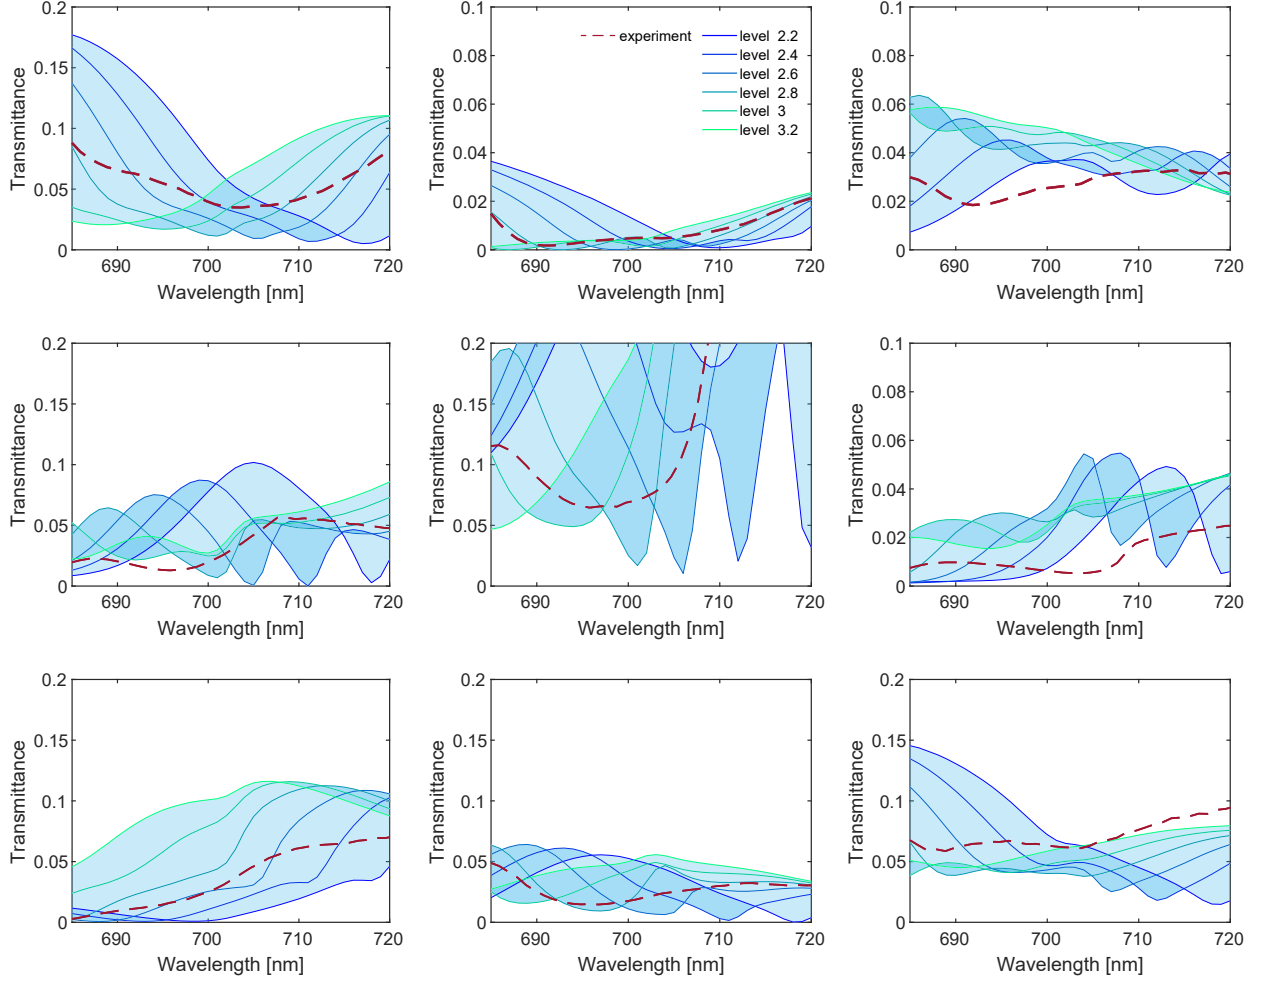 0.2
0.15
0.1
0.05
0
690 700 710 720
Transmittance
Wavelength [nm]
0.1
0.08
0.06
0.04
0.02
0
690 700 710 720
Transmittance
Wavelength [nm]
experiment
level 2.2
level 2.4
level 2.6
level 2.8
level 3
level 3.2
0.1
0.08
0.06
0.04
0.02
0
690 700 710 720
Transmittance
Wavelength [nm]
0.2
0.15
0.1
0.05
0
690 700 710 720
Transmittance
Wavelength [nm]
0.2
0.15
0.1
0.05
0
690 700 710 720
Transmittance
Wavelength [nm]
0.1
0.08
0.06
0.04
0.02
0
690 700 710 720
Transmittance
Wavelength [nm]
0.2
0.15
0.1
0.05
0
690 700 710 720
Transmittance
Wavelength [nm]
0.2
0.15
0.1
0.05
0
690 700 710 720
Transmittance
Wavelength [nm]
0.2
0.15
0.1
0.05
0
690 700 710 720
Transmittance
Wavelength [nm]